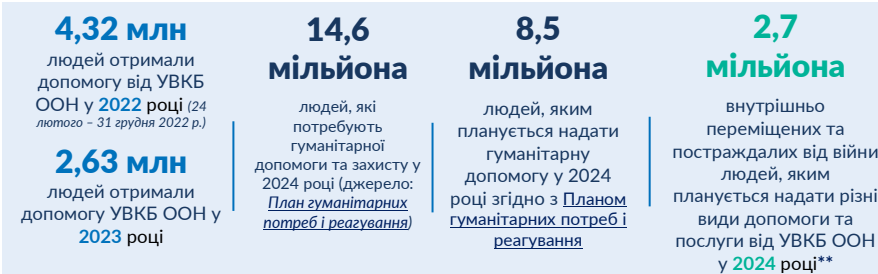 4,32 млн
людей отримали
допомогу від УВКБ
ООН у 2022 році (24
лютого – 31 грудня 2022 р.)
2,63 млн
людей отримали
допомогу УВКБ ООН у
2023 році
14,6
мільйона
людей, які
потребують
гуманітарної
допомоги та захисту у
2024 році (джерело:
План гуманітарних
потреб і реагування)
8,5
мільйона
людей, яким
планується надати
гуманітарну
допомогу у 2024
році згідно з Планом
гуманітарних потреб і
реагування
2,7
мільйона
внутрішньо
переміщених та
постраждалих від війни
людей, яким
планується надати різні
види допомоги та
послуги від УВКБ ООН
у 2024 році**